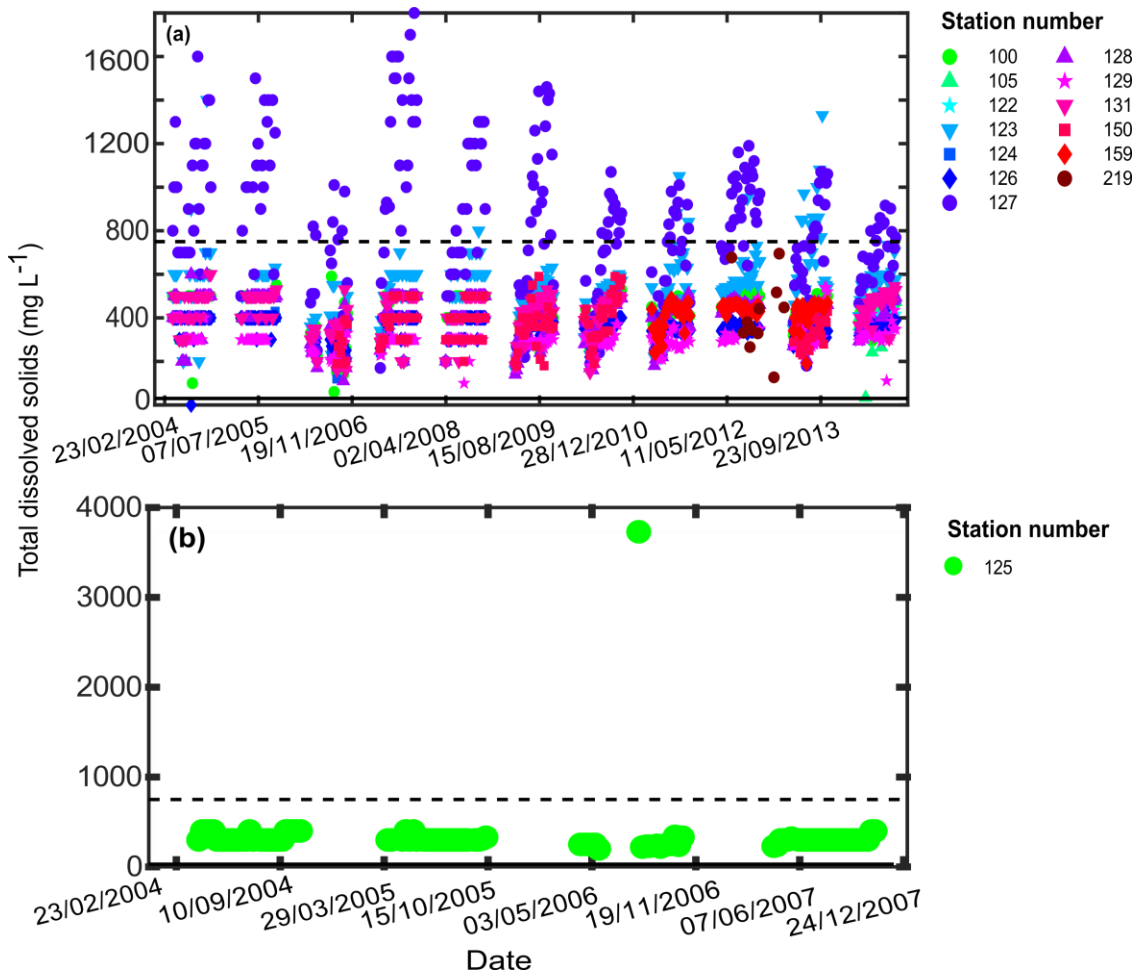 (a)
Station number
1600
1200
800
400
0
100 128
105 129
122 131
123 150
124 159
126 219
127
23/02/2004 07/07/2005 19/11/2006 02/04/2008 15/08/2009 28/12/2010 11/05/2012 23/09/2013
Total dissolved solids (mg L⁻¹)
(b)
Station number
125
4000
3000
2000
1000
0
23/02/2004 10/09/2004 29/03/2005 15/10/2005 03/05/2006 19/11/2006 07/06/2007 24/12/2007
Date